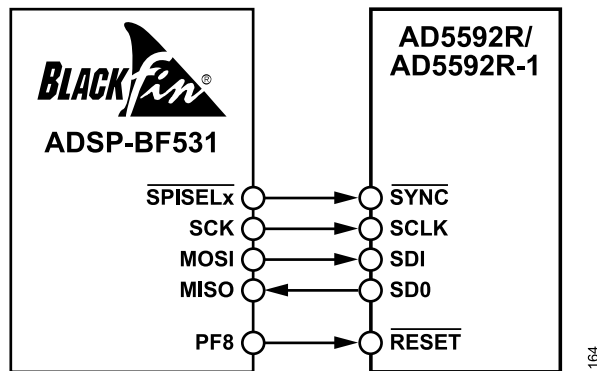 BLACKfin®
ADSP-BF531
AD5592R/
AD5592R-1
SPISELx
SYNC
SCK
SCLK
MOSI
SDI
MISO
SD0
PF8
RESET
164